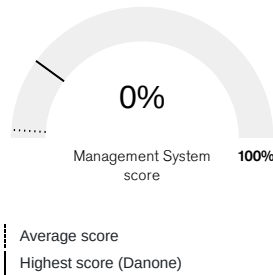 0%
Management System 100%
score
Average score
Highest score (Danone)